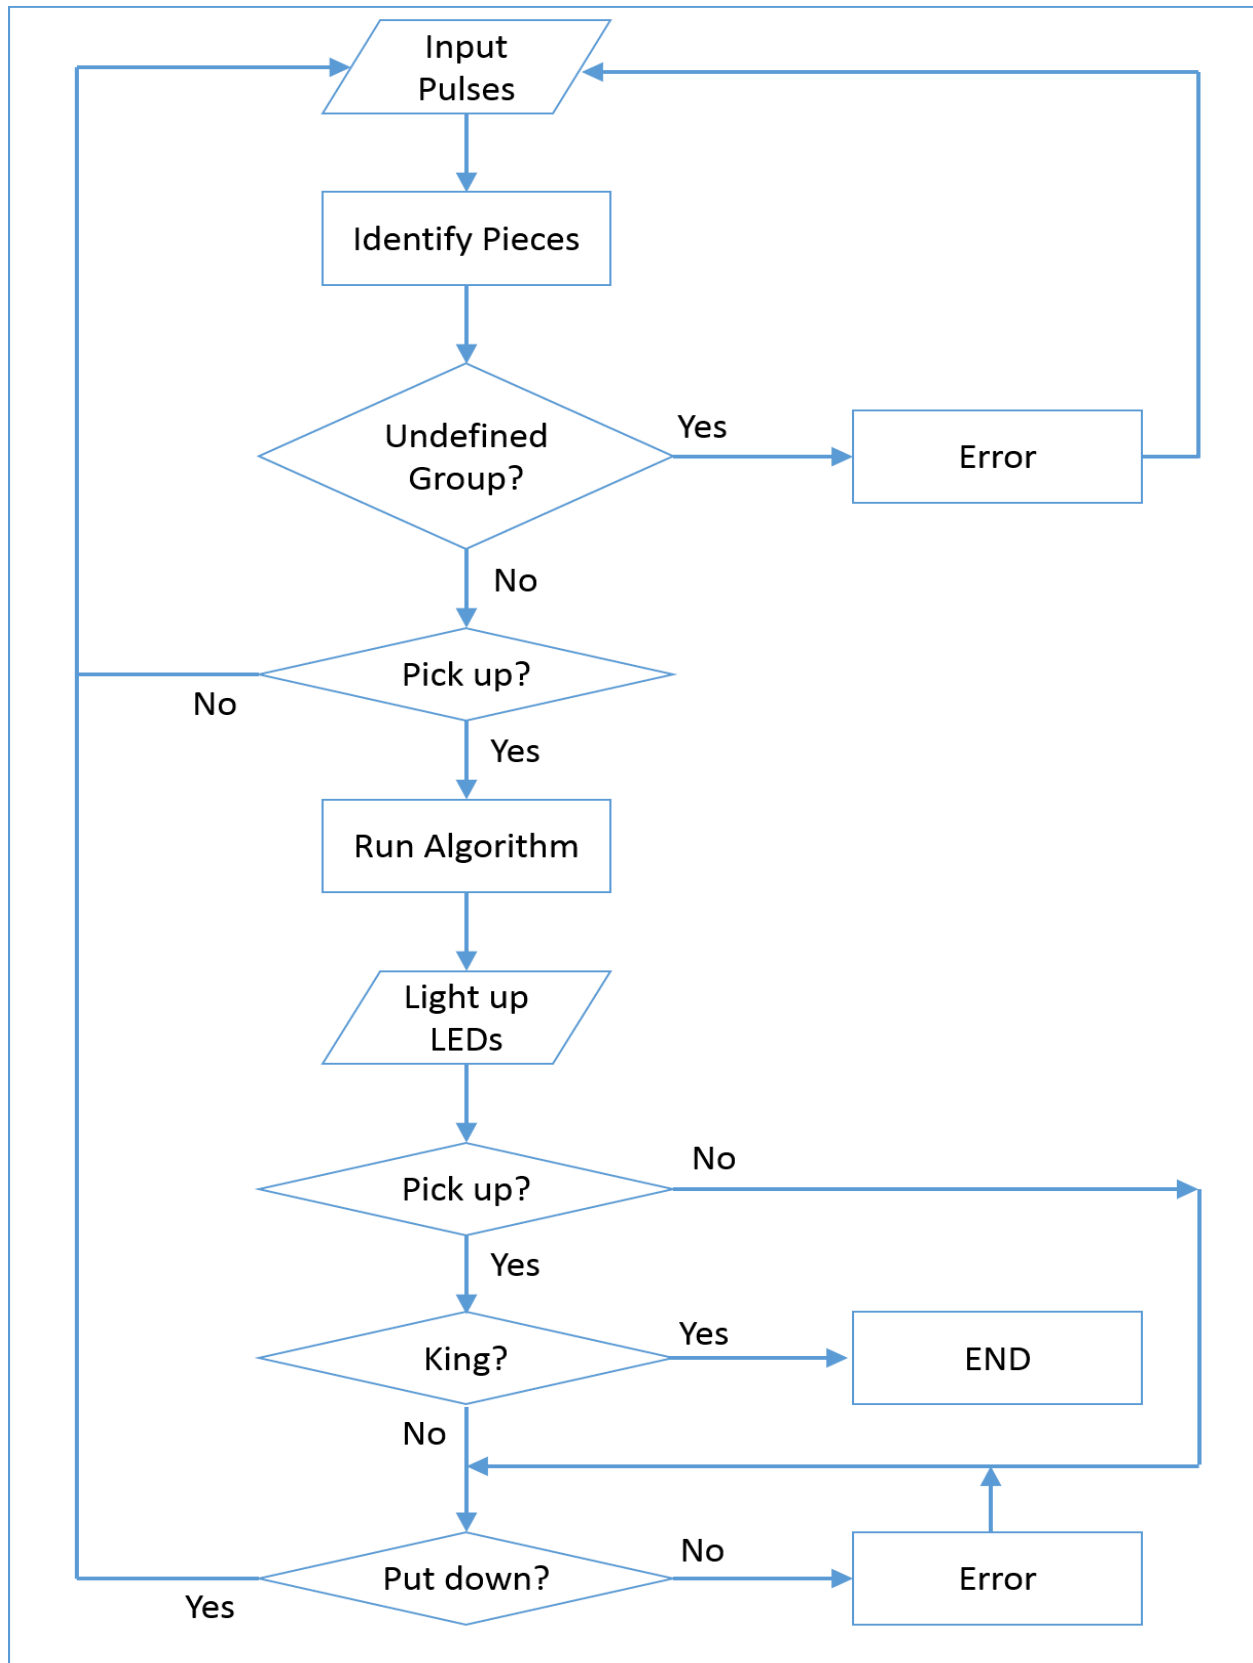 Input
Pulses
Identify Pieces
Undefined
Group?
Yes
Error
No
Pick up?
No
Yes
Run Algorithm
Light up
LEDs
Pick up?
No
Yes
King?
Yes
END
No
Put down?
No
Error
Yes